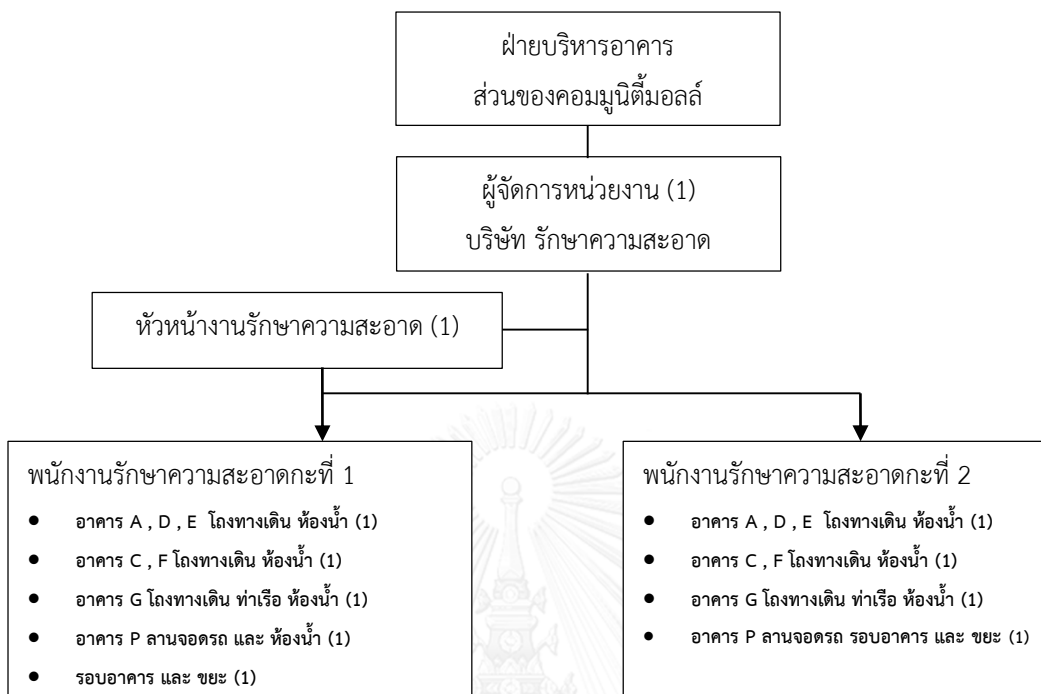 ฝ่ายบริหารอาคาร
ส่วนของคอมมูนิตี้มอลล์
ผู้จัดการหน่วยงาน (1)
บริษัท รักษาความสะอาด
หัวหน้างานรักษาความสะอาด (1)
พนักงานรักษาความสะอาดกะที่ 1
● อาคาร A , D , E โถงทางเดิน ห้องน้ำ (1)
● อาคาร C , F โถงทางเดิน ห้องน้ำ (1)
● อาคาร G โถงทางเดิน ท่าเรือ ห้องน้ำ (1)
● อาคาร P ลานจอดรถ และ ห้องน้ำ (1)
● รอบอาคาร และ ขยะ (1)
พนักงานรักษาความสะอาดกะที่ 2
● อาคาร A , D , E โถงทางเดิน ห้องน้ำ (1)
● อาคาร C , F โถงทางเดิน ห้องน้ำ (1)
● อาคาร G โถงทางเดิน ท่าเรือ ห้องน้ำ (1)
● อาคาร P ลานจอดรถ รอบอาคาร และ ขยะ (1)